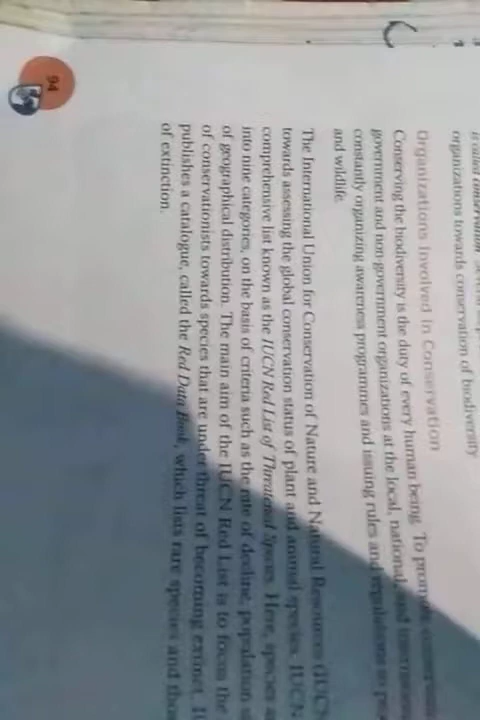 is called conservation.
organizations towards conservation of biodiversity
Organizations Involved in Conservation
Conserving the biodiversity is the duty of every human being. To promote
government and non-government organizations at the local, national, and
constantly organizing awareness programmes and issuing rules and regulations to
and wildlife.
The International Union for Conservation of Nature and Natural Resources (IUCN
towards assessing the global conservation status of plant and animal species. IUCN
comprehensive list known as the IUCN Red List of Threatened Species. Here, species
into nine categories, on the basis of criteria such as the rate of decline, population
of geographical distribution. The main aim of the IUCN Red List is to focus the
of conservationists towards species that are under threat of becoming extinct.
publishes a catalogue, called the Red Data Book, which lists rare species and
of extinction.
94